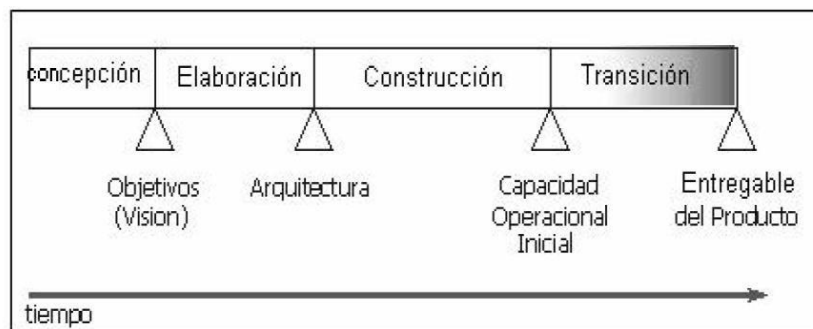 concepción Elaboración Construcción Transición
Objetivos Arquitectura Capacidad Entregable
(Vision) Operacional del Producto
Inicial
tiempo